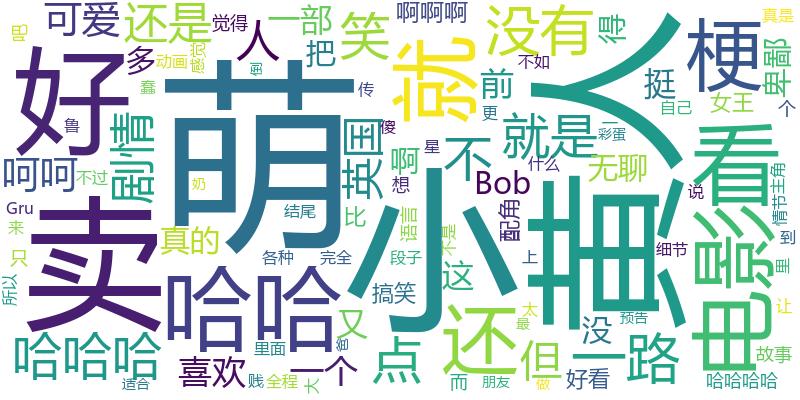 可爱
还是
觉得
一部
啊啊啊
吧
感觉
人
笑
没有
得
真是
好
多
动画
把
就
梗
卑鄙
蠢
倒
传
前
不如
挺
女王
个
萌
小
黄人
自己
更
彩蛋
鲁
剧情
英国
傻
星
不
就是
看
呵呵
不过
啊
想
Bob
什么
无聊
Gru
奶
结尾
比
语言
配角
说
情节
主角
来
真的
不是
细节
到
只
卖
各种
完全
段子
这
上
电影
里
所以
哈哈
搞笑
还
太
没
预告
让
哈哈哈
又
点
最
但
一路
故事
里面
喜欢
一个
适合
贱
全程
大
而
朋友
做
好看
哈哈哈哈